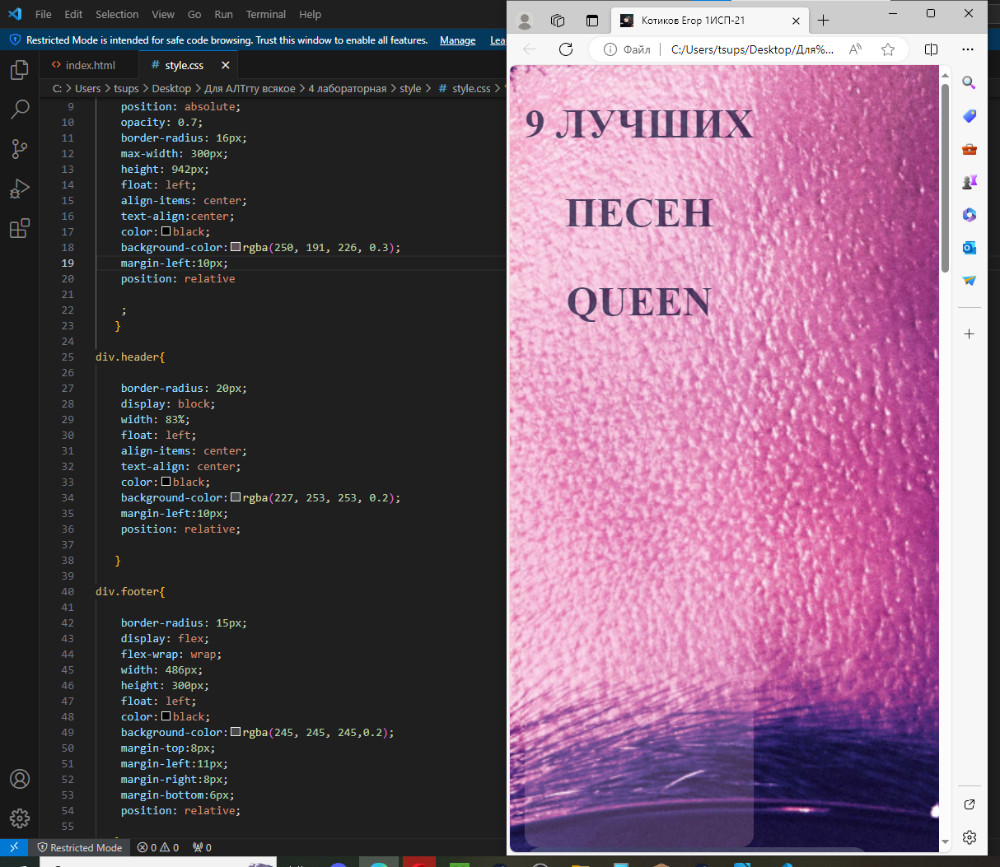 File Edit Selection View Go Run Terminal Help
Restricted Mode is intended for safe code browsing. Trust this window to enable all features. Manage Lea
index.html
# style.css
C: > Users > tsups > Desktop > Для АЛТггту всякое > 4 лабораторная > style > # style.css >
9 position: absolute;
10 opacity: 0.7;
11 border-radius: 16px;
12 max-width: 300px;
13 height: 942px;
14 float: left;
15 align-items: center;
16 text-align:center;
17 color: black;
18 background-color: rgba(250, 191, 226, 0.3);
19 margin-left:10px;
20 position: relative
21
22 ;
23 }
24
25 div.header{
26
27 border-radius: 20px;
28 display: block;
29 width: 83%;
30 float: left;
31 align-items: center;
32 text-align: center;
33 color: black;
34 background-color: rgba(227, 253, 253, 0.2);
35 margin-left:10px;
36 position: relative;
37
38 }
39
40 div.footer{
41
42 border-radius: 15px;
43 display: flex;
44 flex-wrap: wrap;
45 width: 486px;
46 height: 300px;
47 float: left;
48 color: black;
49 background-color: rgba(245, 245, 245,0.2);
50 margin-top:8px;
51 margin-left:11px;
52 margin-right:8px;
53 margin-bottom:6px;
54 position: relative;
55
Restricted Mode 0 0 0
Котиков Егор 1ИСП-21
Файл C:/Users/tsups/Desktop/Для%...
9 ЛУЧШИХ
ПЕСЕН
QUEEN